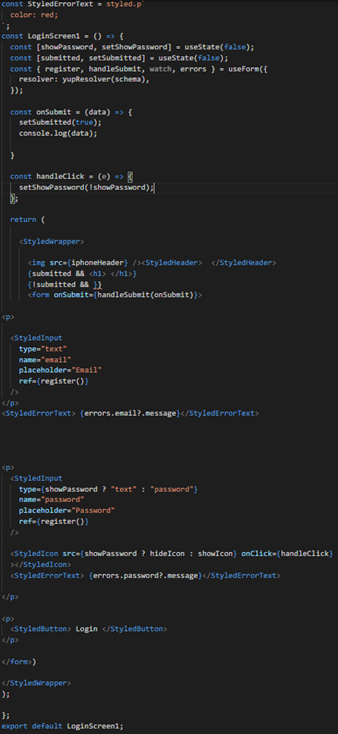 const StyledErrorText = styled.p`
  color: red;
`;
const LoginScreen1 = () => {
  const [showPassword, setShowPassword] = useState(false);
  const [submitted, setSubmitted] = useState(false);
  const { register, handleSubmit, watch, errors } = useForm({
    resolver: yupResolver(schema),
  });

  const onSubmit = (data) => {
    setSubmitted(true);
    console.log(data);

  }

  const handleClick = (e) => {
    setShowPassword(!showPassword);
  };

  return (

    <StyledWrapper>

      <img src={iphoneHeader} /><StyledHeader>  </StyledHeader>
      {submitted && <h1> </h1>}
      {!submitted && }}
      <form onSubmit={handleSubmit(onSubmit)}>

<p>

  <StyledInput
    type="text"
    name="email"
    placeholder="Email"
    ref={register()}
  />
</p>
<StyledErrorText> {errors.email?.message}</StyledErrorText>

<p>
  <StyledInput
    type={showPassword ? "text" : "password"}
    name="password"
    placeholder="Password"
    ref={register()}
  />

  <StyledIcon src={showPassword ? hideIcon : showIcon} onClick={handleClick}
  ></StyledIcon>
  <StyledErrorText> {errors.password?.message}</StyledErrorText>

</p>

<p>
  <StyledButton> Login </StyledButton>
</p>

</form>)

</StyledWrapper>
);

};
export default LoginScreen1;